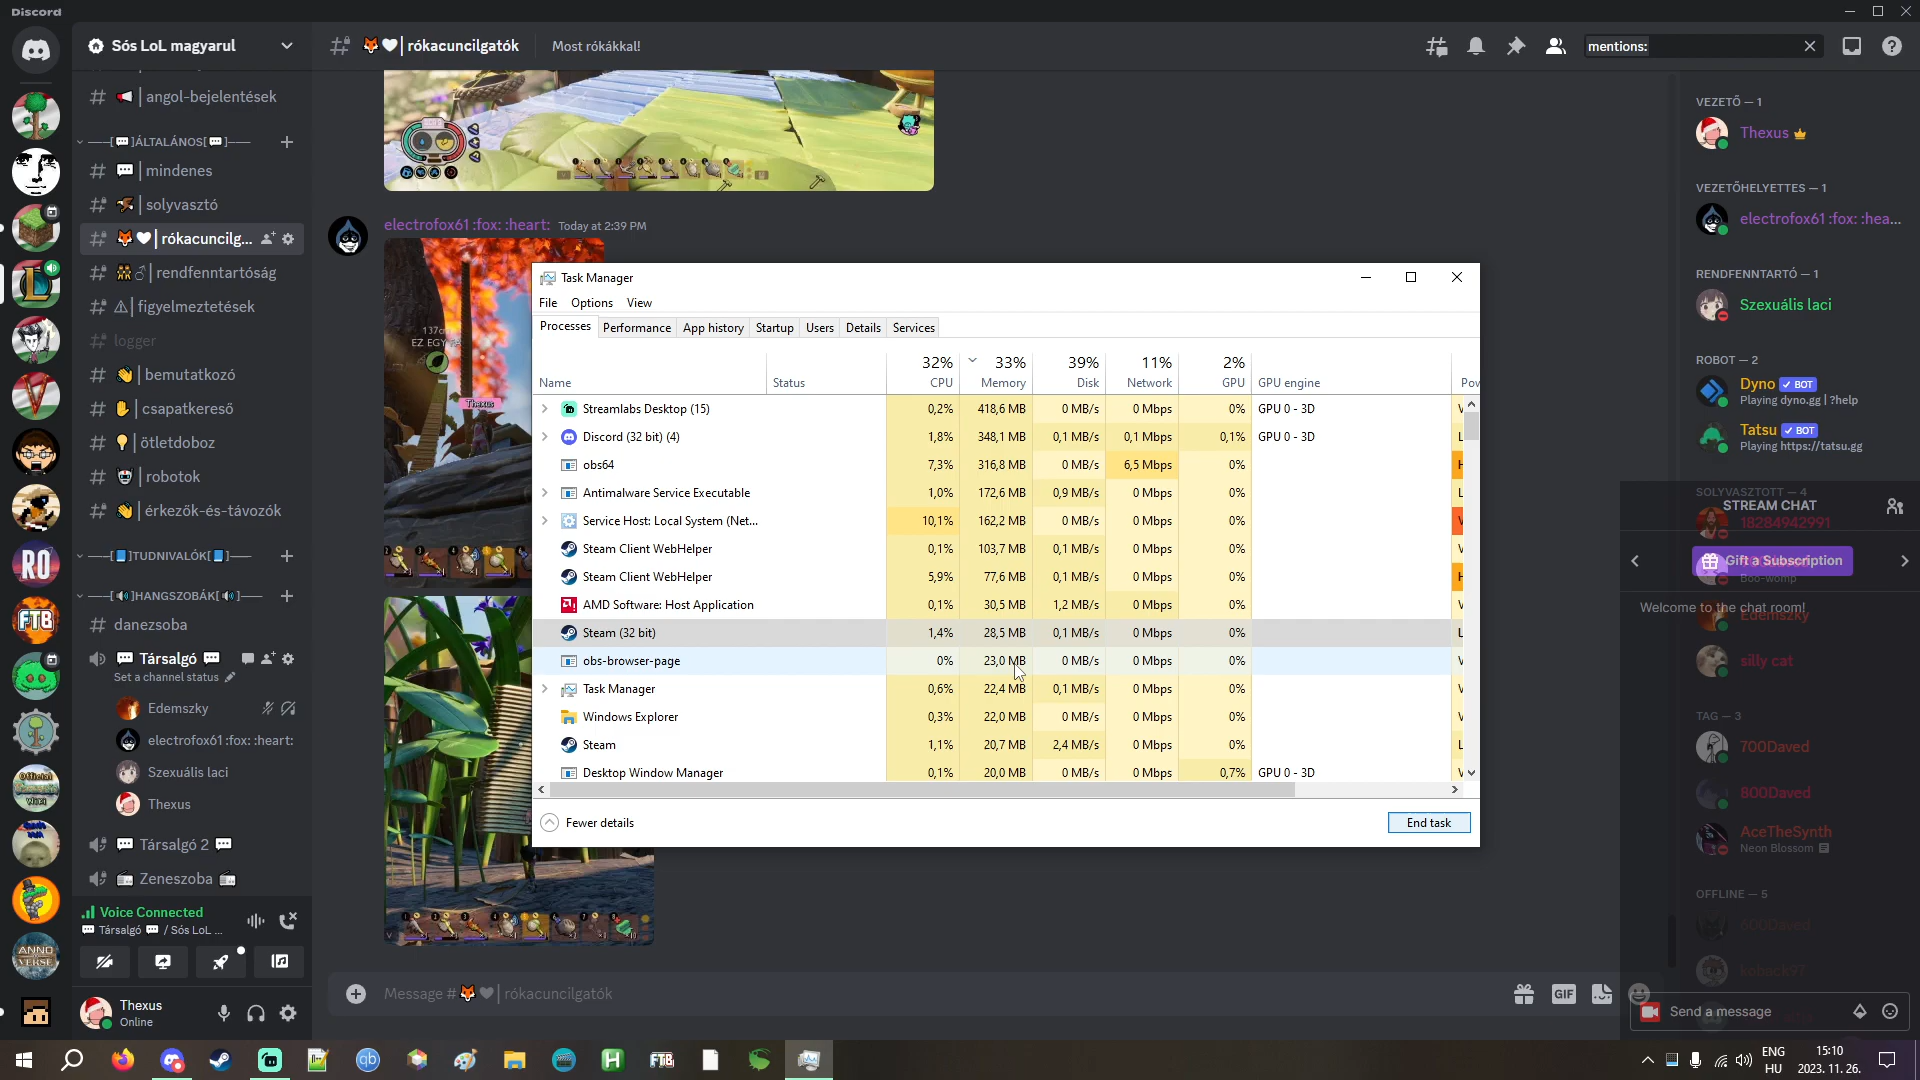 Discord
Sós LoL magyarul
angol-bejelentések
ÁLTALÁNOS
mindenes
solyvasztó
rókacuncilg...
rendfenntartóság
figyelmeztetések
logger
bemutatkozó
csapatkereső
ötletdoboz
robotok
érkezők-és-távozók
TUDNIVALÓK
HANGSZOBÁK
danezsoba
Társalgó
Set a channel status
Edemszky
electrofox61 :fox: :heart:
Szexuális laci
Thexus
Társalgó 2
Zeneszoba
Voice Connected
Társalgó / Sós LoL ...
Thexus
Online
rókacuncilgatók
Most rókákkal!
mentions:
electrofox61 :fox: :heart: Today at 2:39 PM
Thexus
Message # rókacuncilgatók
GIF
Task Manager
File Options View
Processes Performance App history Startup Users Details Services
32% 33% 39% 11% 2%
Name Status CPU Memory Disk Network GPU GPU engine Pov
Streamlabs Desktop (15) 0,2% 418,6 MB 0 MB/s 0 Mbps 0% GPU 0 - 3D
Discord (32 bit) (4) 1,8% 348,1 MB 0,1 MB/s 0,1 Mbps 0,1% GPU 0 - 3D
obs64 7,3% 316,8 MB 0 MB/s 6,5 Mbps 0%
Antimalware Service Executable 1,0% 172,6 MB 0,9 MB/s 0 Mbps 0%
Service Host: Local System (Net... 10,1% 162,2 MB 0 MB/s 0 Mbps 0%
Steam Client WebHelper 0,1% 103,7 MB 0,1 MB/s 0 Mbps 0%
Steam Client WebHelper 5,9% 77,6 MB 0,1 MB/s 0 Mbps 0%
AMD Software: Host Application 0,1% 30,5 MB 1,2 MB/s 0 Mbps 0%
Steam (32 bit) 1,4% 28,5 MB 0,1 MB/s 0 Mbps 0%
obs-browser-page 0% 23,0 MB 0 MB/s 0 Mbps 0%
Task Manager 0,6% 22,4 MB 0,1 MB/s 0 Mbps 0%
Windows Explorer 0,3% 22,0 MB 0 MB/s 0 Mbps 0%
Steam 1,1% 20,7 MB 2,4 MB/s 0 Mbps 0%
Desktop Window Manager 0,1% 20,0 MB 0 MB/s 0 Mbps 0,7% GPU 0 - 3D
Fewer details
End task
VEZETŐ — 1
Thexus
VEZETŐHELYETTES — 1
electrofox61 :fox: :hea...
RENDFENNTARTÓ — 1
Szexuális laci
ROBOT — 2
Dyno BOT
Playing dyno.gg | ?help
Tatsu BOT
Playing https://tatsu.gg
SOLYVASZTOTT — 4
STREAM CHAT
18284942991
Gift a Subscription
Boo-womp
Welcome to the chat room!
Edemszky
silly cat
TAG — 3
700Daved
800Daved
AceTheSynth
Neon Blossom
OFFLINE — 5
600Daved
koback97
Send a message
RO
FTB
ANNO
VERSE
FTB
ENG
HU
15:10
2023. 11. 26.